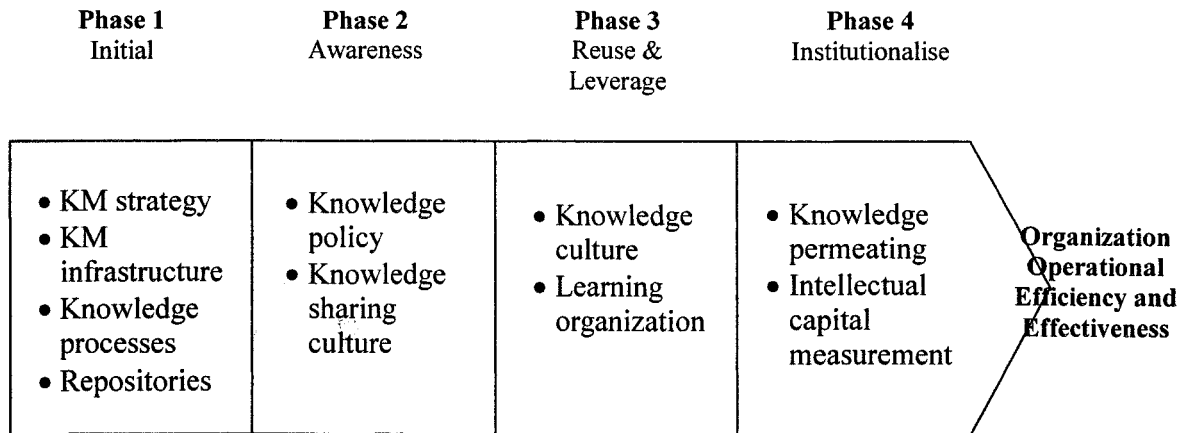 Phase 1
Initial
Phase 2
Awareness
Phase 3
Reuse &
Leverage
Phase 4
Institutionalise
• KM strategy
• KM
infrastructure
• Knowledge
processes
• Repositories
• Knowledge
policy
• Knowledge
sharing
culture
• Knowledge
culture
• Learning
organization
• Knowledge
permeating
• Intellectual
capital
measurement
Organization
Operational
Efficiency and
Effectiveness